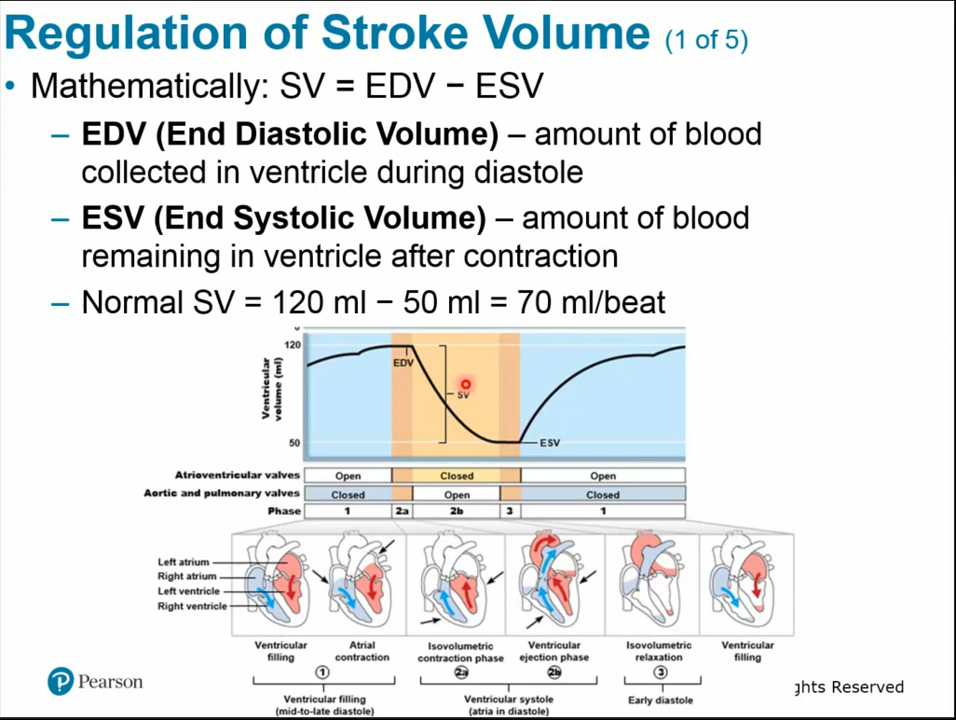 Regulation of Stroke Volume (1 of 5)
• Mathematically: SV = EDV − ESV
– EDV (End Diastolic Volume) – amount of blood
collected in ventricle during diastole
– ESV (End Systolic Volume) – amount of blood
remaining in ventricle after contraction
– Normal SV = 120 ml − 50 ml = 70 ml/beat
120
EDV
Ventricular
volume (ml)
SV
50
ESV
Atrioventricular valves Open Closed Open
Aortic and pulmonary valves Closed Open Closed
Phase 1 2a 2b 3 1
Left atrium
Right atrium
Left ventricle
Right ventricle
Ventricular
filling
Atrial
contraction
Isovolumetric
contraction phase
Ventricular
ejection phase
Isovolumetric
relaxation
Ventricular
filling
1
2a
2b
3
Ventricular filling
(mid-to-late diastole)
Ventricular systole
(atria in diastole)
Early diastole
Pearson
ghts Reserved